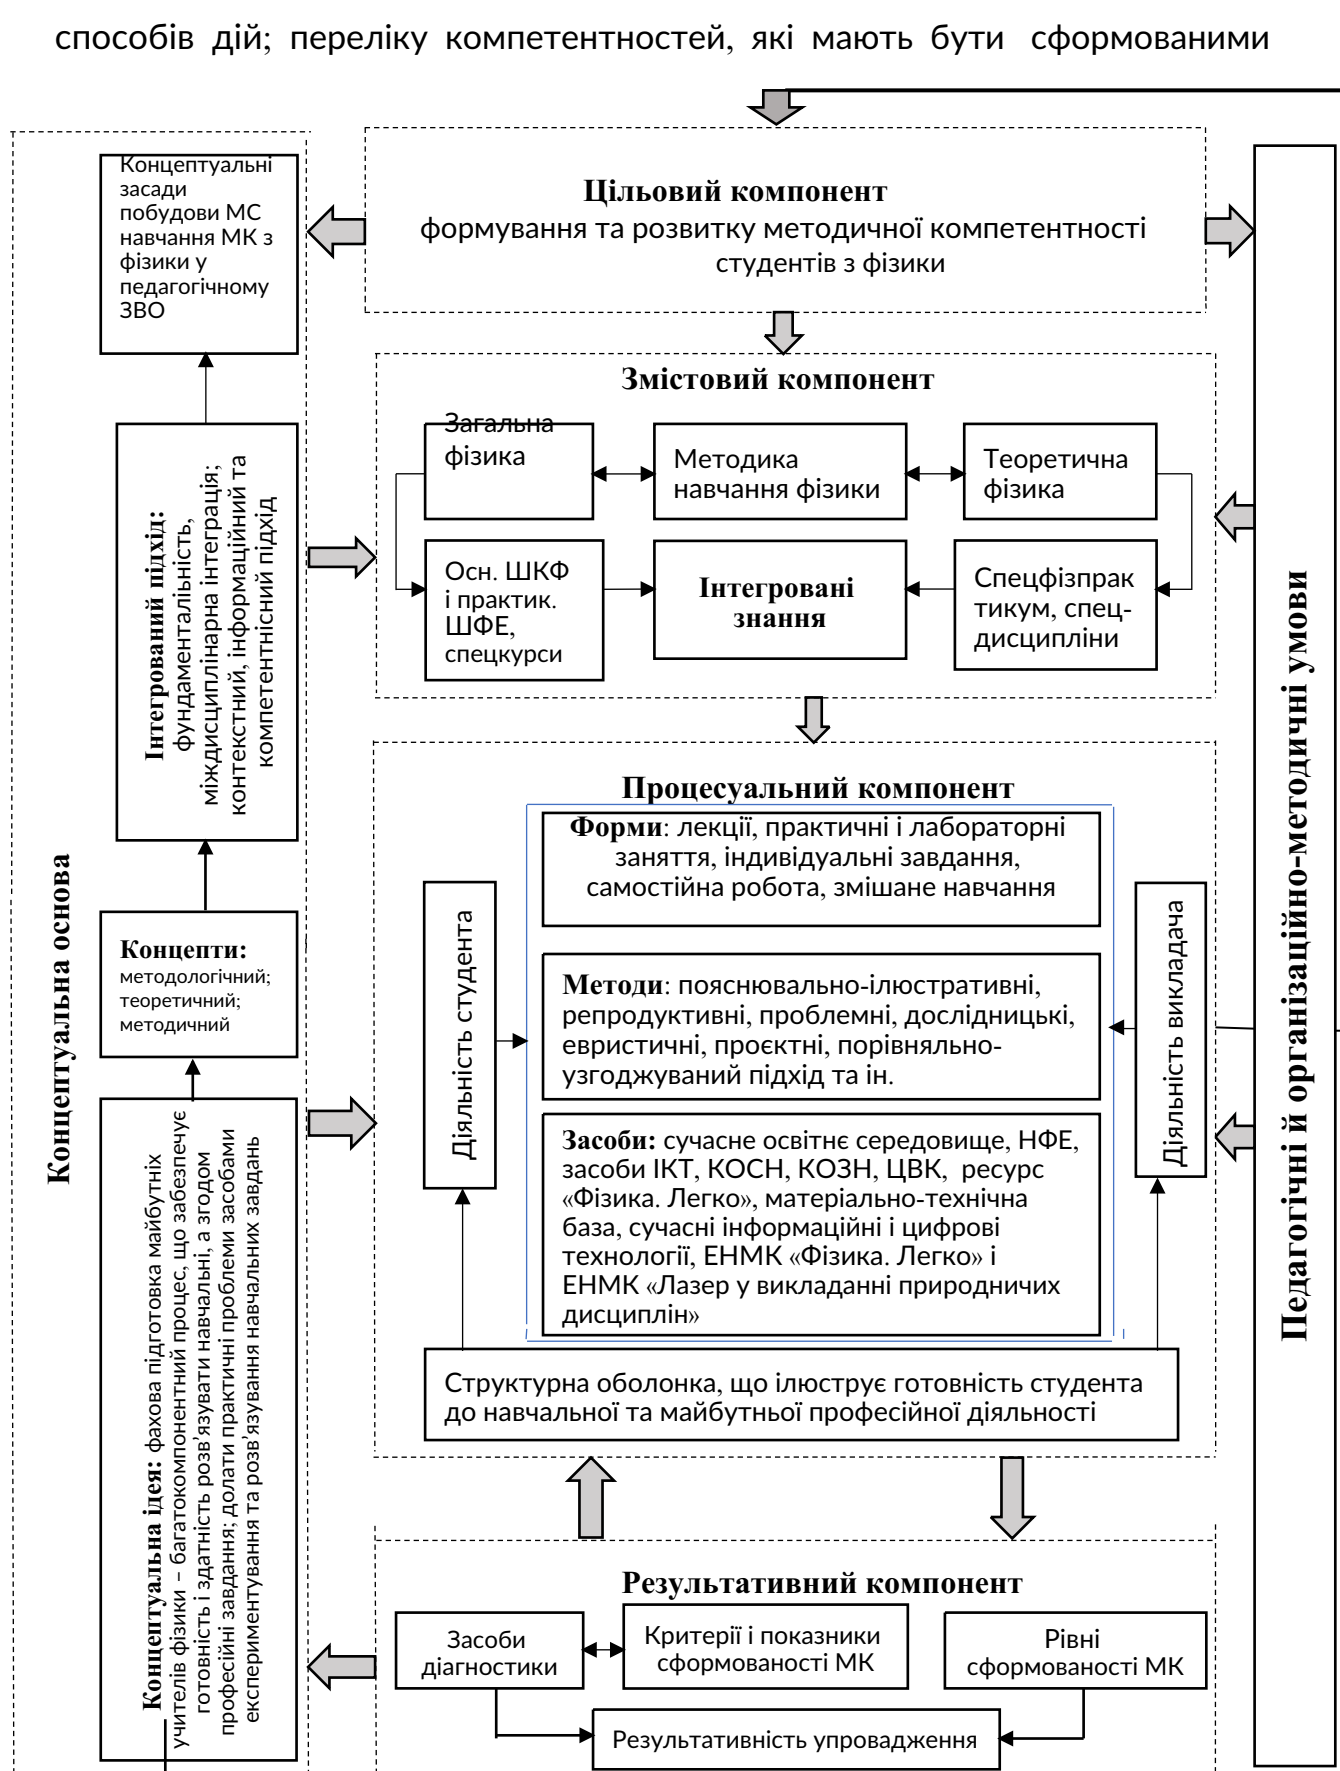 способів дій; переліку компетентностей, які мають бути сформованими
Концептуальна основа
Концептуальні
засади
побудови МС
навчання МК з
фізики у
педагогічному
ЗВО
Інтегрований підхід:
фундаменталіьність,
міждисциплінарна інтеграція;
контекстний, інформаційний та
компетентнісний підхід
Концепти:
методологічний;
теоретичний;
методичний
Концептуальна ідея: фахова підготовка майбутніх
учителів фізики – багатокомпонентний процес, що забезпечує
готовність і здатність розв’язувати навчальні, а згодом
професійні завдання; долати практичні проблеми засобами
експериментування та розв’язування навчальних завдань
Цільовий компонент
формування та розвитку методичної компетентності
студентів з фізики
Змістовий компонент
Загальна
фізика
Методика
навчання фізики
Теоретична
фізика
Осн. ШКФ
і практик.
ШФЕ,
спецкурси
Інтегровані
знання
Спецфізпрак
тикум, спец-
дисципліни
Процесуальний компонент
Діяльність студента
Форми: лекції, практичні і лабораторні
заняття, індивідуальні завдання,
самостійна робота, змішане навчання
Методи: пояснювально-ілюстративні,
репродуктивні, проблемні, дослідницькі,
евристичні, проєктні, порівняльно-
узгоджуваний підхід та ін.
Засоби: сучасне освітнє середовище, НФЕ,
засоби ІКТ, КОСН, КОЗН, ЦВК, ресурс
«Фізика. Легко», матеріально-технічна
база, сучасні інформаційні і цифрові
технології, ЕНМК «Фізика. Легко» і
ЕНМК «Лазер у викладанні природничих
дисциплін»
Діяльність викладача
Структурна оболонка, що ілюструє готовність студента
до навчальної та майбутньої професійної діяльності
Результативний компонент
Засоби
діагностики
Критерії і показники
сформованості МК
Рівні
сформованості МК
Результативність упровадження
Педагогічні й організаційно-методичні умови